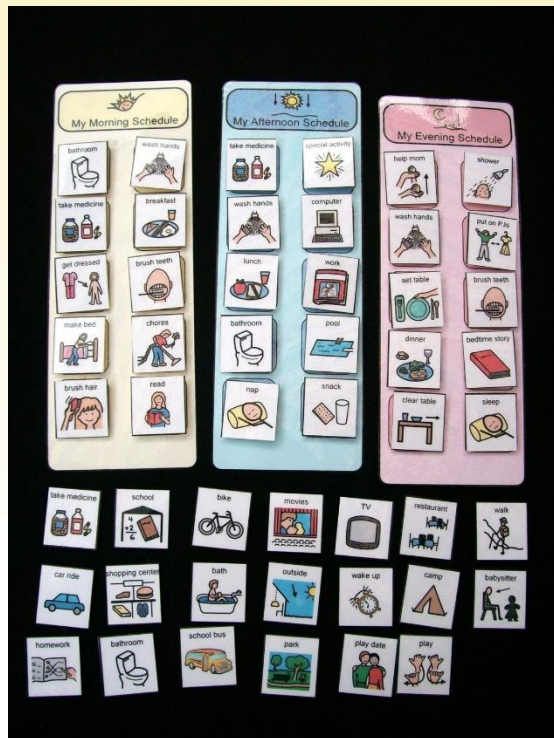 My Morning Schedule
bathroom
wash hands
take medicine
breakfast
get dressed
brush teeth
make bed
chores
brush hair
read
My Afternoon Schedule
take medicine
special activity
wash hands
computer
lunch
work
bathroom
pool
nap
snack
My Evening Schedule
help mom
shower
wash hands
put on PJs
set table
brush teeth
dinner
bedtime story
clear table
sleep
take medicine
school
4
+2
6
bike
movies
TV
restaurant
walk
car ride
shopping center
bath
outside
wake up
camp
babysitter
homework
bathroom
school bus
park
play date
play